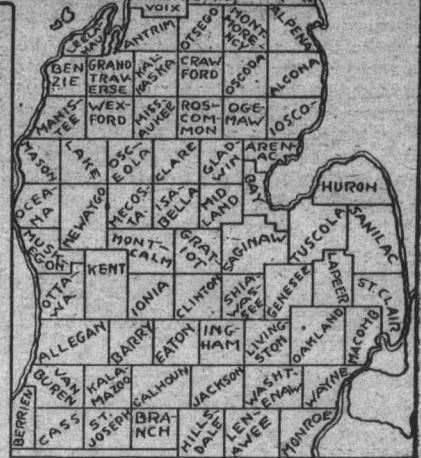 VOIX
LEELA-
NAU
ANTRIM
OTSEGO
MONT-
MOREN-
CY
ALPENA
BEN
ZIE
GRAND
TRAV
ERSE
KAL-
KASKA
CRAW
FORD
OSCODA
ALCONA
MANIS-
TEE
WEX-
FORD
MISS-
AUKEE
ROS-
COM-
MON
OGE-
MAW
IOSCO
MASON
LAKE
OSC-
EOLA
CLARE
GLAD-
WIN
AREN-
AC
HURON
OCEA-
NA
NEWAYGO
MECOS-
TA
ISA-
BELLA
MID
LAND
BAY
TUSCOLA
SANILAC
MUSK
EGON
MONT-
CALM
GRAT-
IOT
SAGINAW
KENT
OTTA-
WA
IONIA
CLINTON
SHIA-
WAS-
SEE
GENESEE
LAPEER
ST. CLAIR
ALLEGAN
BARRY
EATON
ING-
HAM
LIVING
STON
OAKLAND
MACOMB
VAN
BUREN
KALA-
MAZOO
CALHOUN
JACKSON
WASHT-
ENAW
WAYNE
BERRIEN
CASS
ST.
JOSEPH
BRA-
NCH
HILLS-
DALE
LEN-
AWEE
MONROE